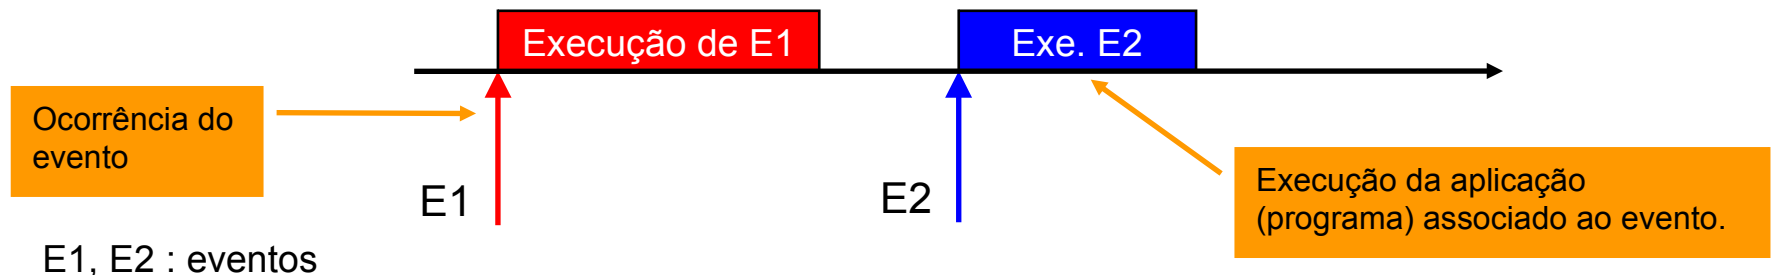 Execução de E1
Exe. E2
Ocorrência do
evento
E1
E2
Execução da aplicação
(programa) associado ao evento.
E1, E2 : eventos